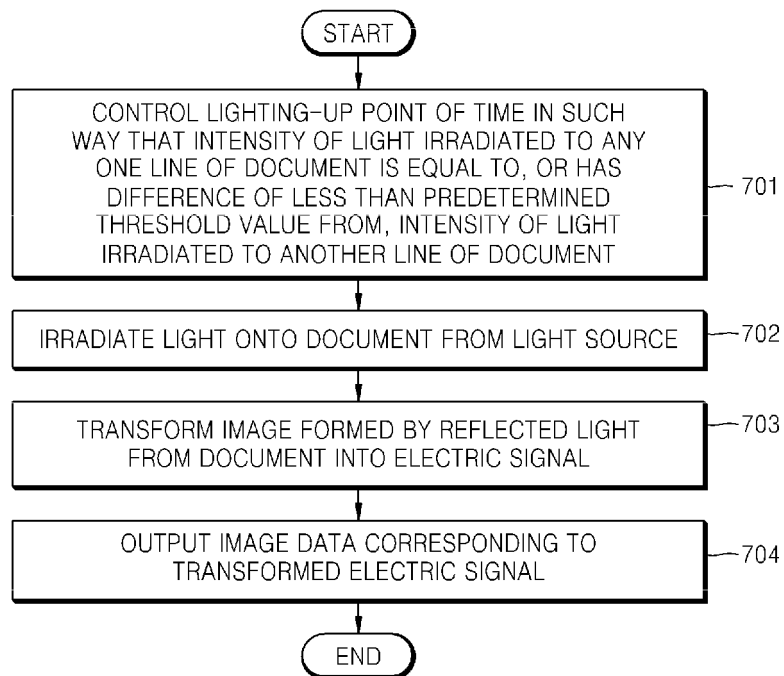 START
CONTROL LIGHTING-UP POINT OF TIME IN SUCH
WAY THAT INTENSITY OF LIGHT IRRADIATED TO ANY
ONE LINE OF DOCUMENT IS EQUAL TO, OR HAS
DIFFERENCE OF LESS THAN PREDETERMINED
THRESHOLD VALUE FROM, INTENSITY OF LIGHT
IRRADIATED TO ANOTHER LINE OF DOCUMENT
701
IRRADIATE LIGHT ONTO DOCUMENT FROM LIGHT SOURCE
702
TRANSFORM IMAGE FORMED BY REFLECTED LIGHT
FROM DOCUMENT INTO ELECTRIC SIGNAL
703
OUTPUT IMAGE DATA CORRESPONDING TO
TRANSFORMED ELECTRIC SIGNAL
704
END